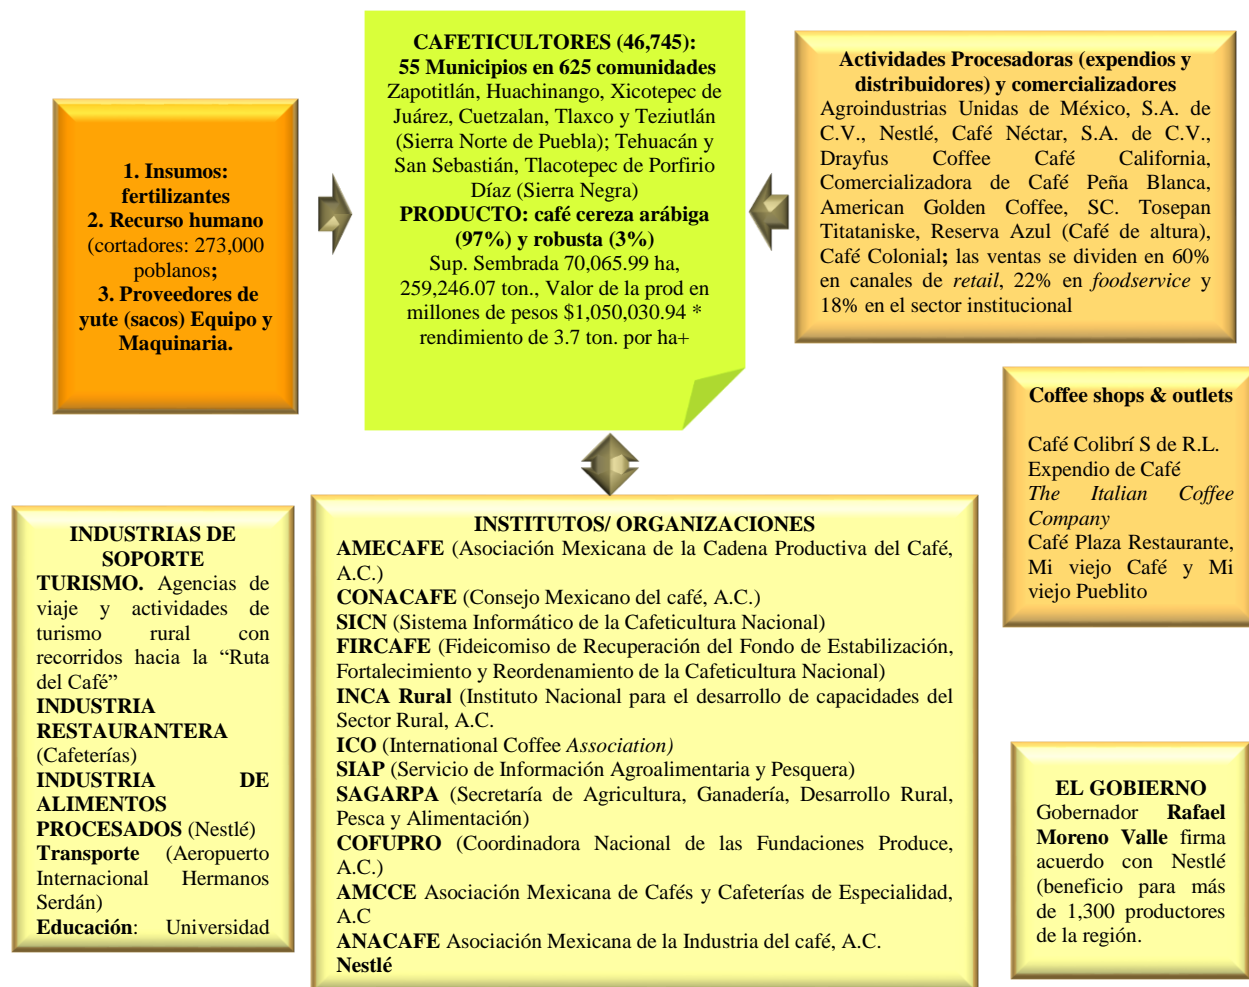 1. Insumos:
fertilizantes
2. Recurso humano
(cortadores: 273,000
poblanos;
3. Proveedores de
yute (sacos) Equipo y
Maquinaria.
CAFETICULTORES (46,745):
55 Municipios en 625 comunidades
Zapotitlán, Huachinango, Xicotepec de
Juárez, Cuetzalan, Tlaxco y Teziutlán
(Sierra Norte de Puebla); Tehuacán y
San Sebastián, Tlacotepec de Porfirio
Díaz (Sierra Negra)
PRODUCTO: café cereza arábiga
(97%) y robusta (3%)
Sup. Sembrada 70,065.99 ha,
259,246.07 ton., Valor de la prod en
millones de pesos $1,050,030.94 *
rendimiento de 3.7 ton. por ha+
Actividades Procesadoras (expendios y
distribuidores) y comercializadores
Agroindustrias Unidas de México, S.A. de
C.V., Nestlé, Café Néctar, S.A. de C.V.,
Drayfus Coffee Café California,
Comercializadora de Café Peña Blanca,
American Golden Coffee, SC. Tosepan
Titataniske, Reserva Azul (Café de altura),
Café Colonial; las ventas se dividen en 60%
en canales de retail, 22% en foodservice y
18% en el sector institucional
Coffee shops & outlets
Café Colibrí S de R.L.
Expendio de Café
The Italian Coffee
Company
Café Plaza Restaurante,
Mi viejo Café y Mi
viejo Pueblito
INDUSTRIAS DE
SOPORTE
TURISMO. Agencias de
viaje y actividades de
turismo rural con
recorridos hacia la “Ruta
del Café”
INDUSTRIA
RESTAURANTERA
(Cafeterías)
INDUSTRIA DE
ALIMENTOS
PROCESADOS (Nestlé)
Transporte (Aeropuerto
Internacional Hermanos
Serdán)
Educación: Universidad
INSTITUTOS/ ORGANIZACIONES
AMECAFE (Asociación Mexicana de la Cadena Productiva del Café,
A.C.)
CONACAFE (Consejo Mexicano del café, A.C.)
SICN (Sistema Informático de la Cafeticultura Nacional)
FIRCAFE (Fideicomiso de Recuperación del Fondo de Estabilización,
Fortalecimiento y Reordenamiento de la Cafeticultura Nacional)
INCA Rural (Instituto Nacional para el desarrollo de capacidades del
Sector Rural, A.C.
ICO (International Coffee Association)
SIAP (Servicio de Información Agroalimentaria y Pesquera)
SAGARPA (Secretaría de Agricultura, Ganadería, Desarrollo Rural,
Pesca y Alimentación)
COFUPRO (Coordinadora Nacional de las Fundaciones Produce,
A.C.)
AMCCE Asociación Mexicana de Cafés y Cafeterías de Especialidad,
A.C
ANACAFE Asociación Mexicana de la Industria del café, A.C.
Nestlé
EL GOBIERNO
Gobernador Rafael
Moreno Valle firma
acuerdo con Nestlé
(beneficio para más
de 1,300 productores
de la región.